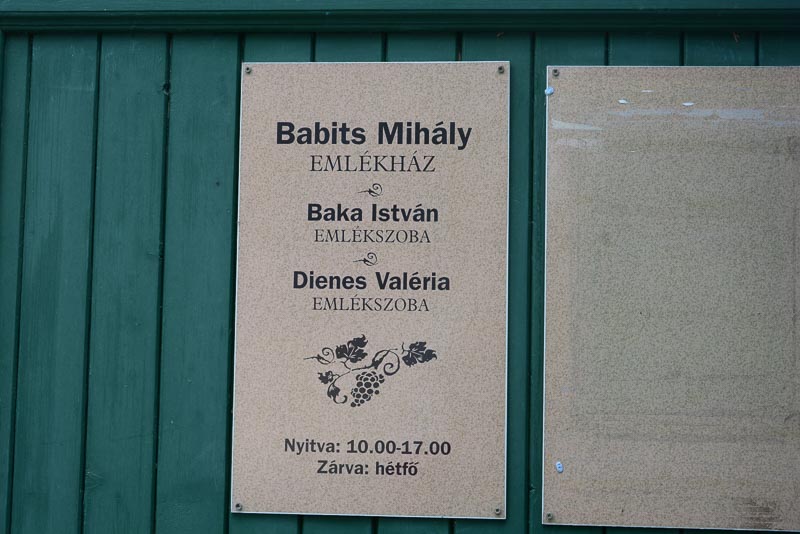 Babits Mihály
EMLÉKHÁZ
Baka István
EMLÉKSZOBA
Dienes Valéria
EMLÉKSZOBA
Nyitva: 10.00-17.00
Zárva: hétfő